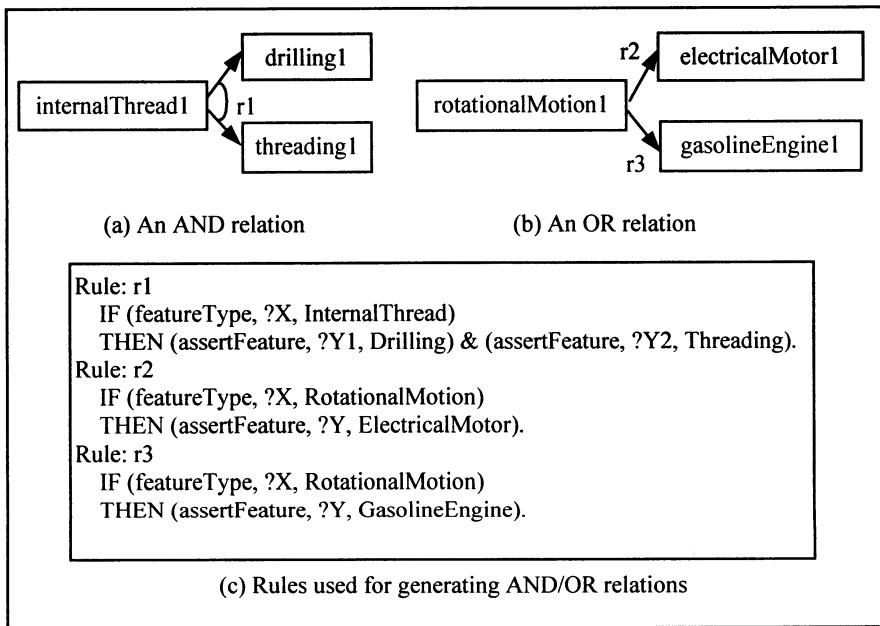 drilling1
internalThread1
r1
threading1
(a) An AND relation
r2
electricalMotor1
rotationalMotion1
gasolineEngine1
r3
(b) An OR relation
Rule: r1
IF (featureType, ?X, InternalThread)
THEN (assertFeature, ?Y1, Drilling) & (assertFeature, ?Y2, Threading).
Rule: r2
IF (featureType, ?X, RotationalMotion)
THEN (assertFeature, ?Y, ElectricalMotor).
Rule: r3
IF (featureType, ?X, RotationalMotion)
THEN (assertFeature, ?Y, GasolineEngine).
(c) Rules used for generating AND/OR relations